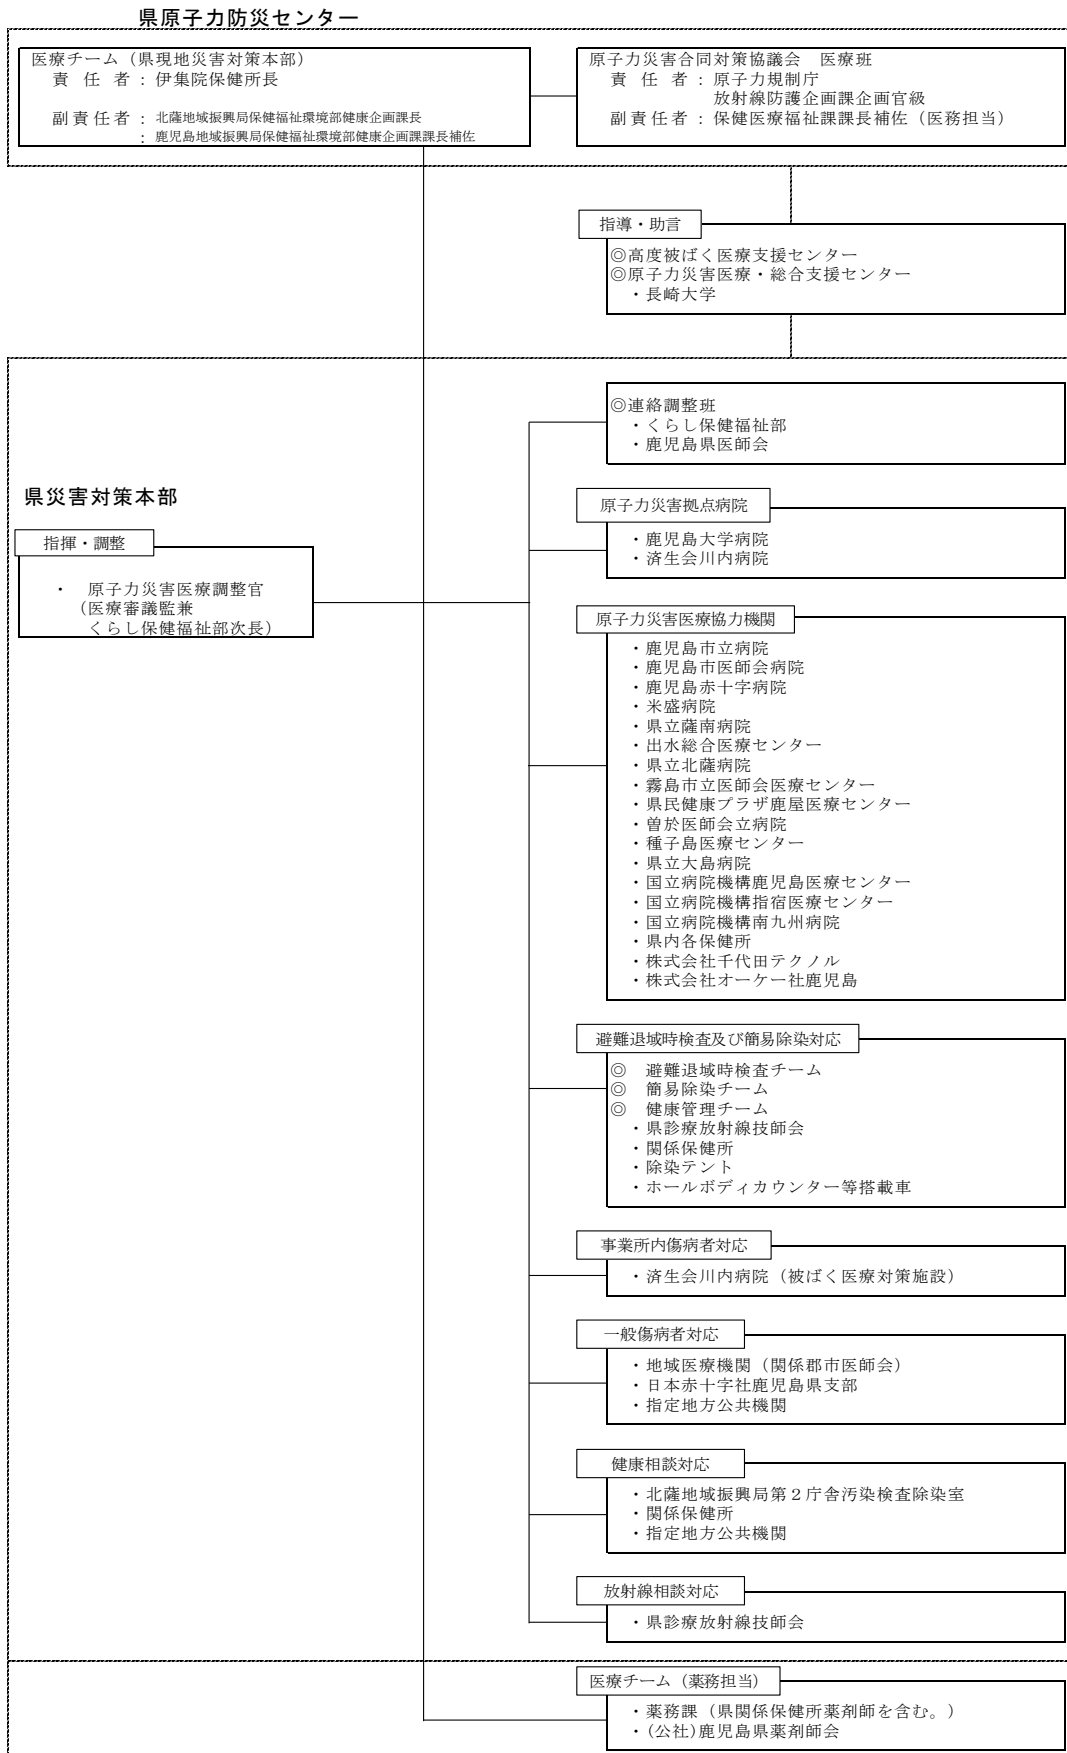 県原子力防災センター
医療チーム（県現地災害対策本部）
責任者：伊集院保健所長
副責任者：北薩地域振興局保健福祉環境部健康企画課長
：鹿児島地域振興局保健福祉環境部健康企画課課長補佐
原子力災害合同対策協議会　医療班
責任者：原子力規制庁
放射線防護企画課企画官級
副責任者：保健医療福祉課課長補佐（医務担当）
指導・助言
◎高度被ばく医療支援センター
◎原子力災害医療・総合支援センター
・長崎大学
◎連絡調整班
・くらし保健福祉部
・鹿児島県医師会
県災害対策本部
指揮・調整
・　原子力災害医療調整官
（医療審議監兼
くらし保健福祉部次長）
原子力災害拠点病院
・鹿児島大学病院
・済生会川内病院
原子力災害医療協力機関
・鹿児島市立病院
・鹿児島市医師会病院
・鹿児島赤十字病院
・米盛病院
・県立薩南病院
・出水総合医療センター
・県立北薩病院
・霧島市立医師会医療センター
・県民健康プラザ鹿屋医療センター
・曽於医師会立病院
・種子島医療センター
・県立大島病院
・国立病院機構鹿児島医療センター
・国立病院機構指宿医療センター
・国立病院機構南九州病院
・県内各保健所
・株式会社千代田テクノル
・株式会社オーケー社鹿児島
避難退域時検査及び簡易除染対応
◎　避難退域時検査チーム
◎　簡易除染チーム
◎　健康管理チーム
・県診療放射線技師会
・関係保健所
・除染テント
・ホールボディカウンター等搭載車
事業所内傷病者対応
・済生会川内病院（被ばく医療対策施設）
一般傷病者対応
・地域医療機関（関係郡市医師会）
・日本赤十字社鹿児島県支部
・指定地方公共機関
健康相談対応
・北薩地域振興局第２庁舎汚染検査除染室
・関係保健所
・指定地方公共機関
放射線相談対応
・県診療放射線技師会
医療チーム（薬務担当）
・薬務課（県関係保健所薬剤師を含む。）
・(公社)鹿児島県薬剤師会